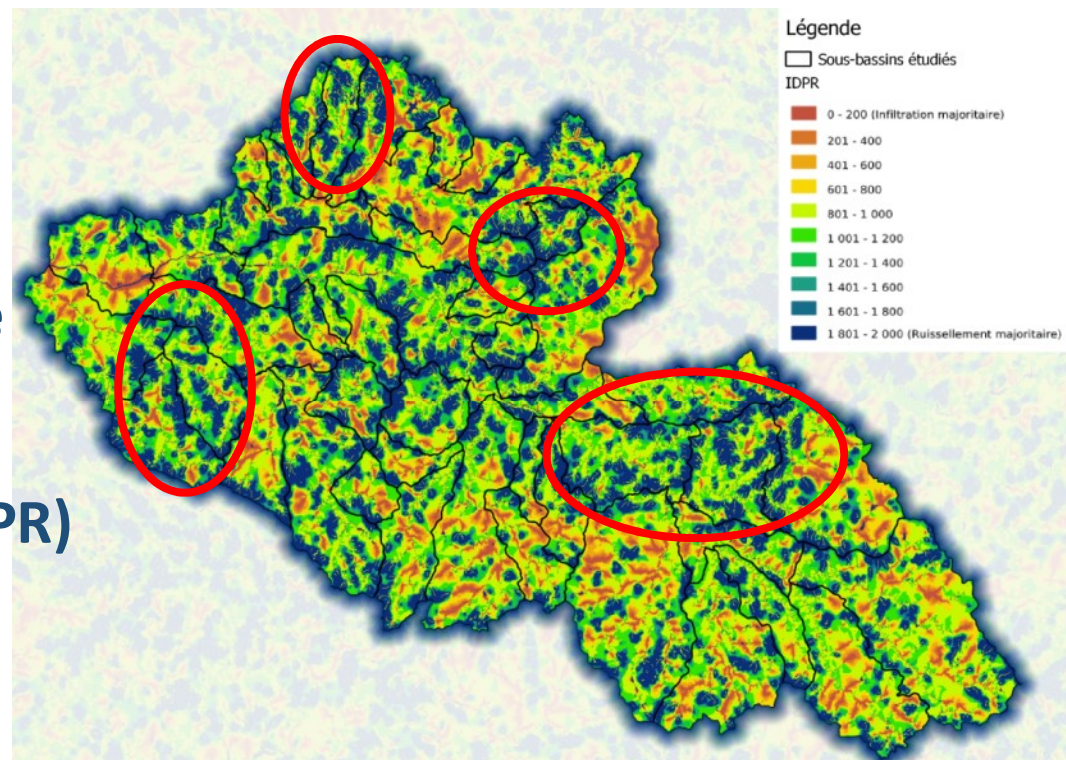 Légende
Sous-bassins étudiés
IDPR
0 - 200 (Infiltration majoritaire)
201 - 400
401 - 600
601 - 800
801 - 1 000
1 001 - 1 200
1 201 - 1 400
1 401 - 1 600
1 601 - 1 800
1 801 - 2 000 (Ruissellement majoritaire)
e
PR)